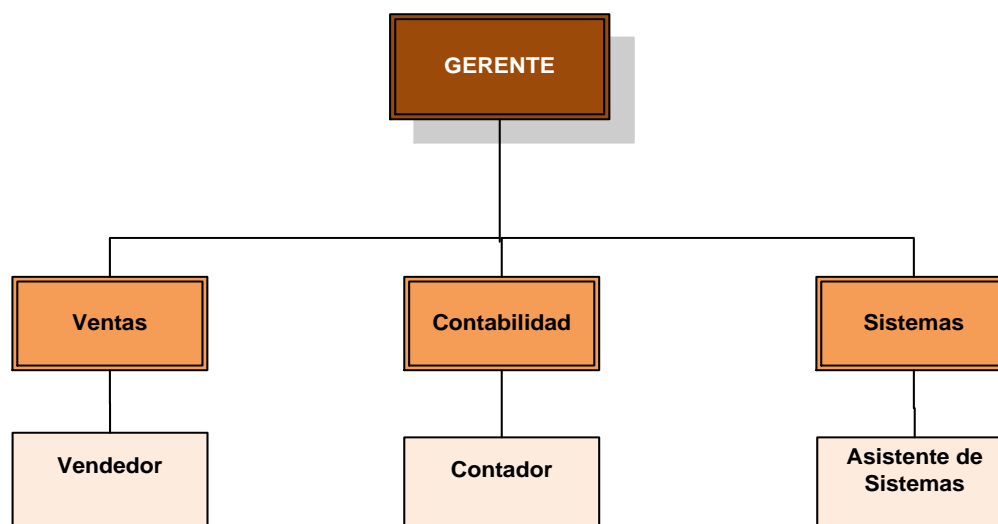 GERENTE
Ventas
Contabilidad
Sistemas
Vendedor
Contador
Asistente de
Sistemas